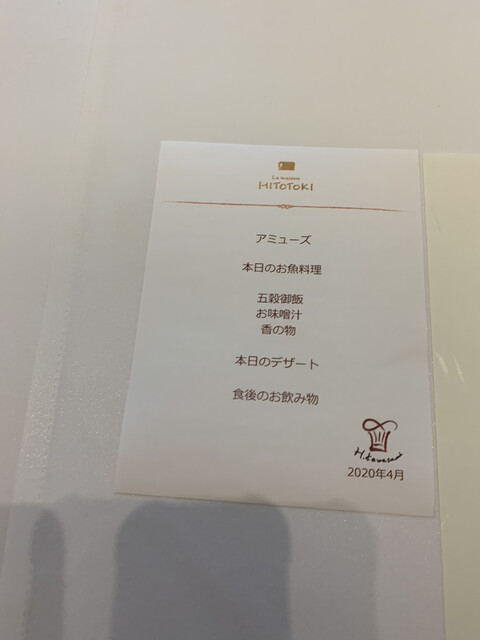 La maison
HITOTOKI
アミューズ
本日のお魚料理
五穀御飯
お味噌汁
香の物
本日のデザート
食後のお飲み物
H.Kawasaki
2020年4月